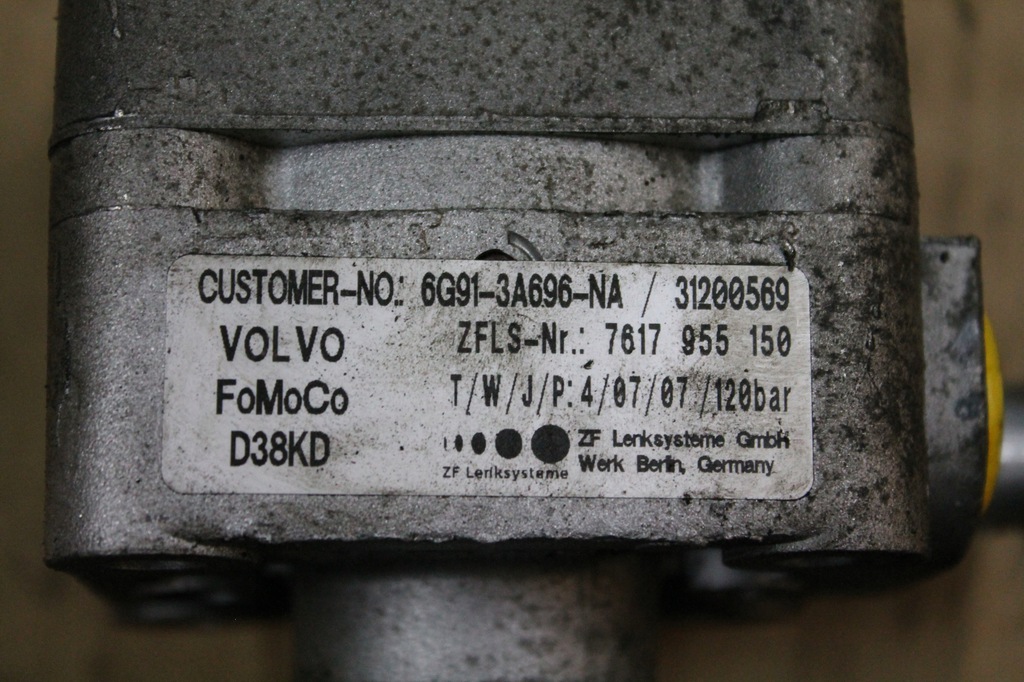 CUSTOMER-NO.: 6G91-3A696-NA / 31200569
VOLVO ZFLS-Nr.: 7617 955 150
FoMoCo T/W/J/P: 4/07/07 /120bar
D38KD ZF Lenksysteme GmbH
ZF Lenksysteme Werk Berlin, Germany